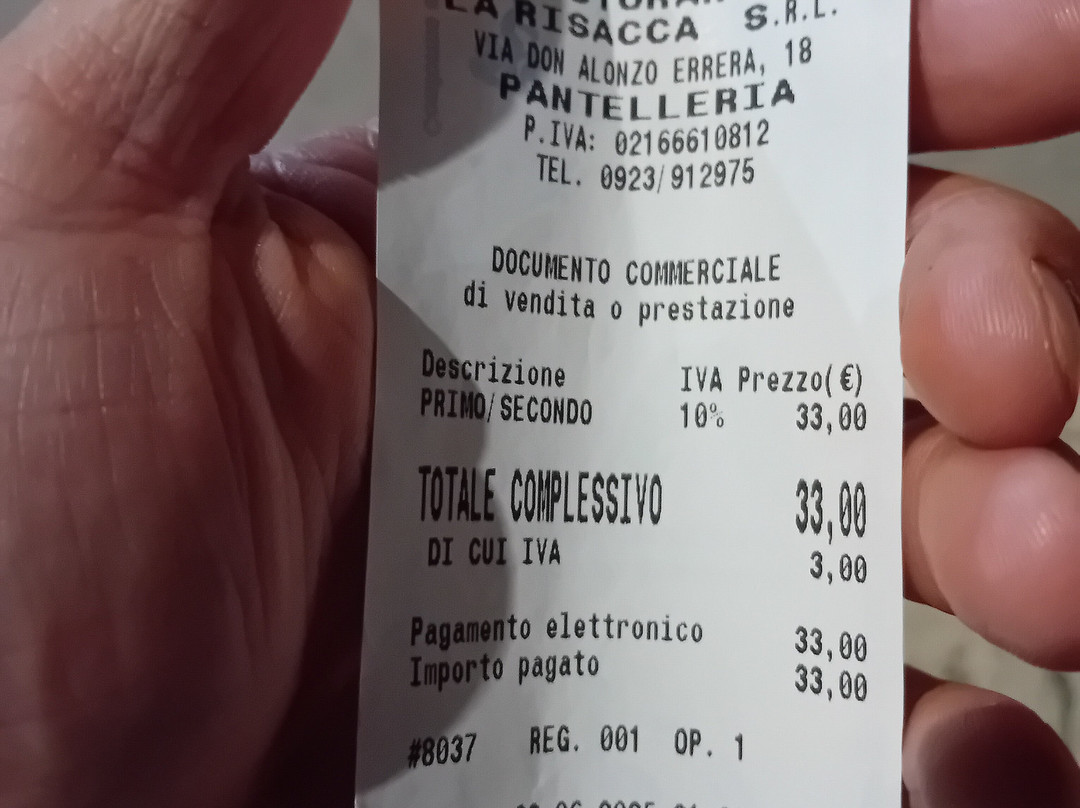 LA RISACCA S.R.L.
VIA DON ALONZO ERRERA, 18
PANTELLERIA
P.IVA: 02166610812
TEL. 0923/912975
DOCUMENTO COMMERCIALE
di vendita o prestazione
Descrizione IVA Prezzo(€)
PRIMO/SECONDO 10% 33,00
TOTALE COMPLESSIVO 33,00
DI CUI IVA 3,00
Pagamento elettronico 33,00
Importo pagato 33,00
#8037 REG. 001 OP. 1